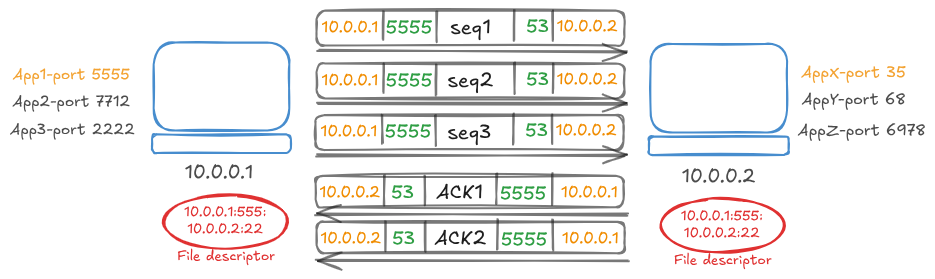 10.0.0.1 5555 seq1 53 10.0.0.2
10.0.0.1 5555 seq2 53 10.0.0.2
10.0.0.1 5555 seq3 53 10.0.0.2
10.0.0.2 53 ACK1 5555 10.0.0.1
10.0.0.2 53 ACK2 5555 10.0.0.1
App1-port 5555
App2-port 7712
App3-port 2222
10.0.0.1
10.0.0.1:555:
10.0.0.2:22
File descriptor
AppX-port 35
AppY-port 68
AppZ-port 6978
10.0.0.2
10.0.0.1:555:
10.0.0.2:22
File descriptor